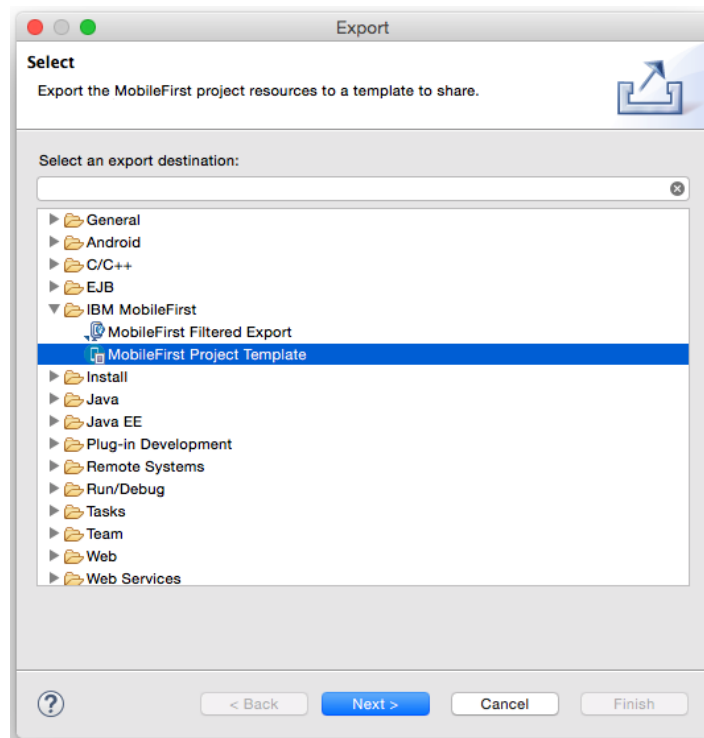 Export
Select
Export the MobileFirst project resources to a template to share.
Select an export destination:
General
Android
C/C++
EJB
IBM MobileFirst
MobileFirst Filtered Export
MobileFirst Project Template
Install
Java
Java EE
Plug-in Development
Remote Systems
Run/Debug
Tasks
Team
Web
Web Services
? < Back Next > Cancel Finish